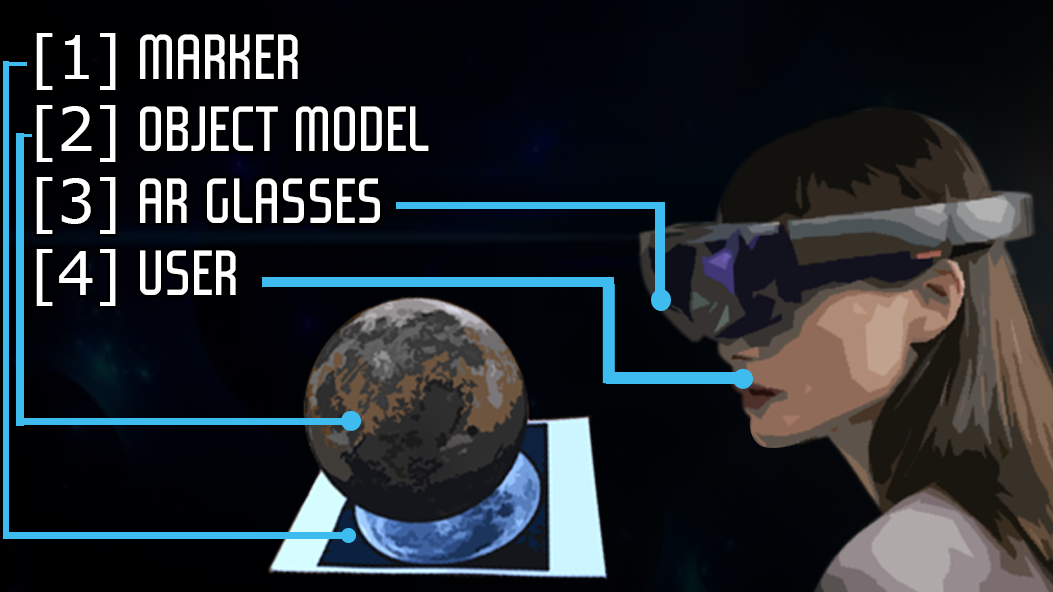 [1] MARKER
[2] OBJECT MODEL
[3] AR GLASSES
[4] USER